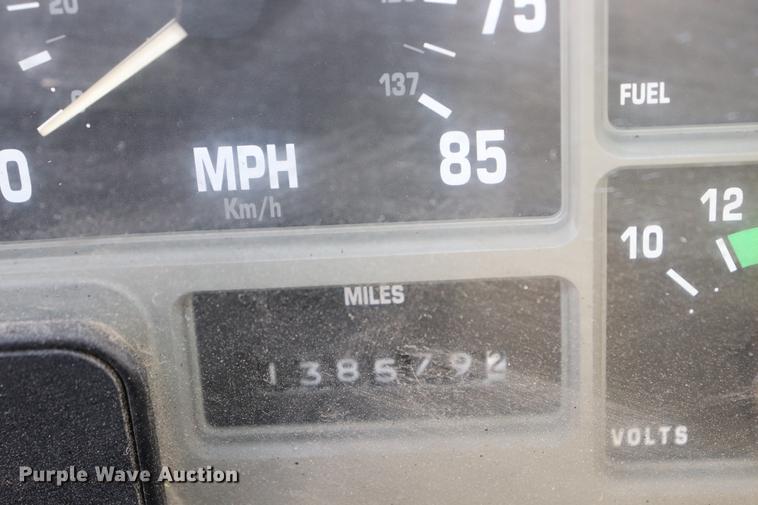 20
75
137
0
MPH
85
Km/h
FUEL
12
10
MILES
1385792
VOLTS
Purple Wave Auction